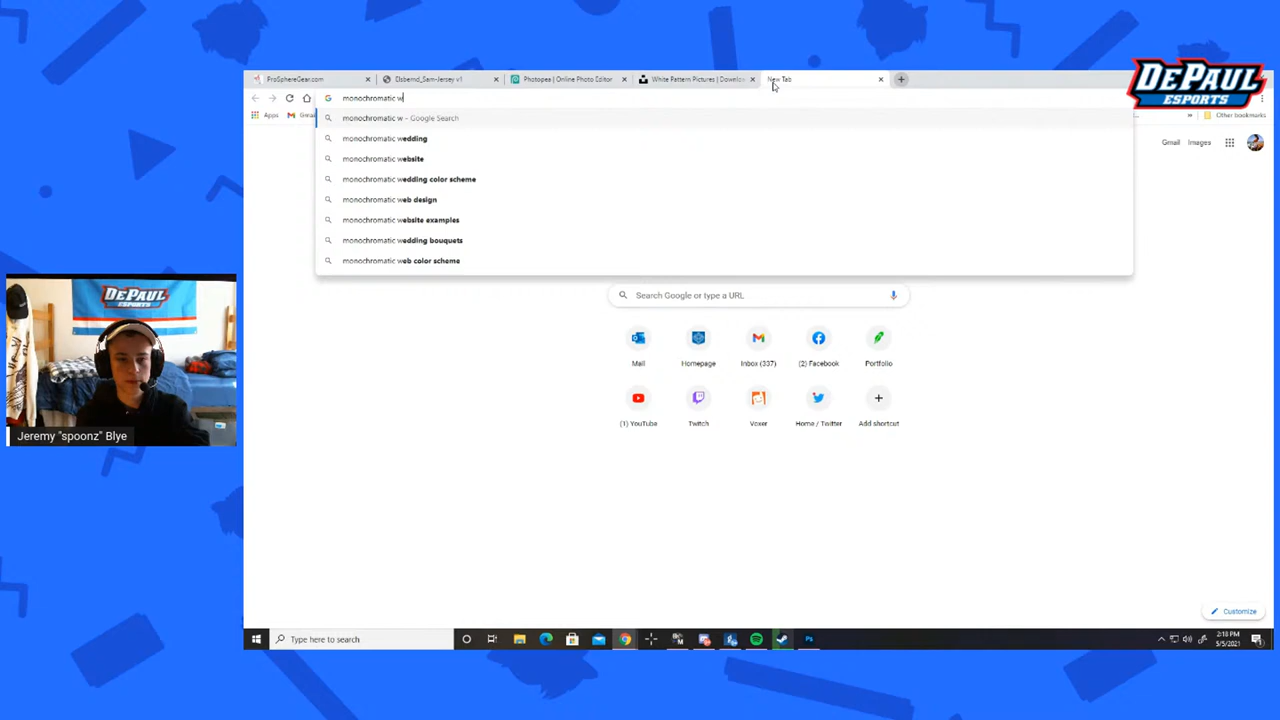 ProSphereGear.com
Dabernd_Sam-Jersey v1
Photopea | Online Photo Editor
White Pattern Pictures | Downloa
New Tab
DEPAUL
ESPORTS
monochromatic w
Apps
Gmail
Other bookmarks
monochromatic w - Google Search
monochromatic wedding
monochromatic website
monochromatic wedding color scheme
monochromatic web design
monochromatic website examples
monochromatic wedding bouquets
monochromatic web color scheme
Gmail Images
Search Google or type a URL
Mail
Homepage
Inbox (337)
(2) Facebook
Portfolio
(1) YouTube
Twitch
Voxer
Home / Twitter
Add shortcut
DEPAUL
ESPORTS
Jeremy "spoonz" Blye
Customize
Type here to search
Ps
2:18 PM
5/5/2021